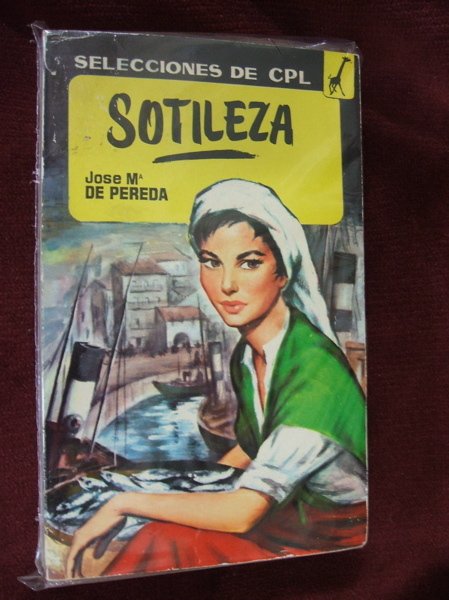 SELECCIONES DE CPL
SOTILEZA
Jose Mª
DE PEREDA